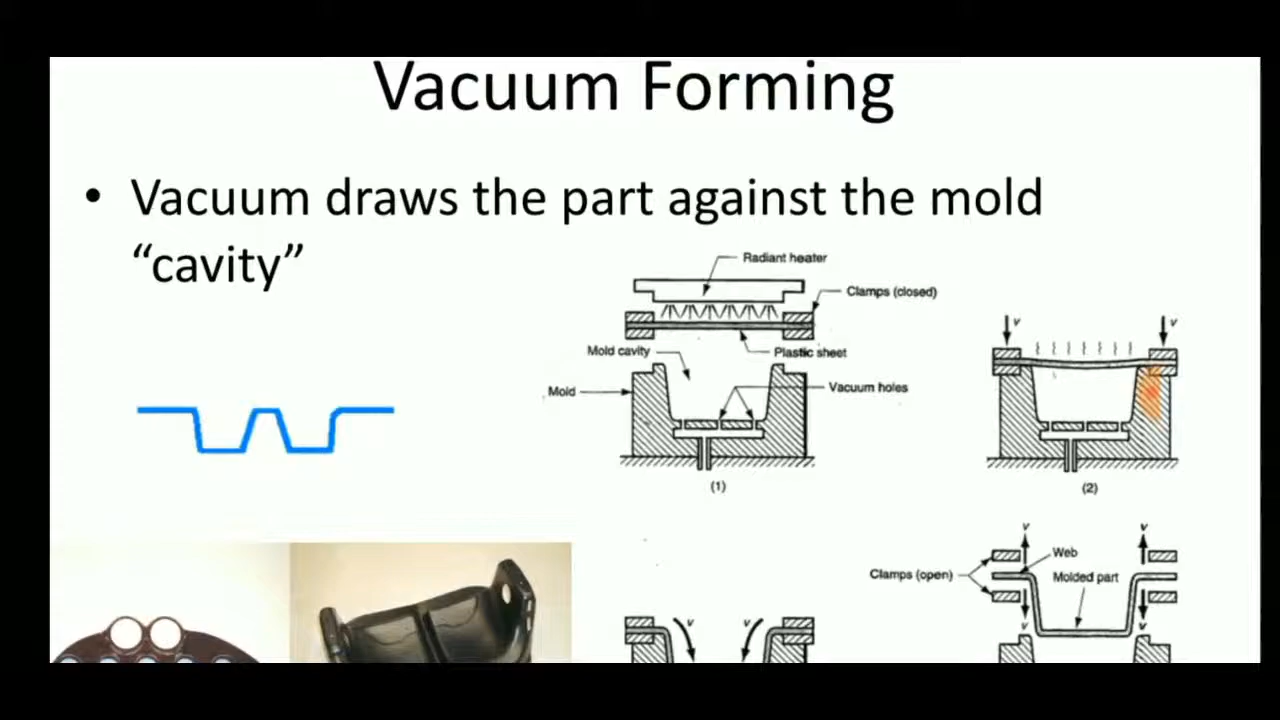 Vacuum Forming
• Vacuum draws the part against the mold
“cavity”
Radiant heater
Clamps (closed)
Mold cavity
Plastic sheet
Mold
Vacuum holes
(1)
v
v
(2)
v
v
Clamps (open)
Web
Molded part
v
v
v
v